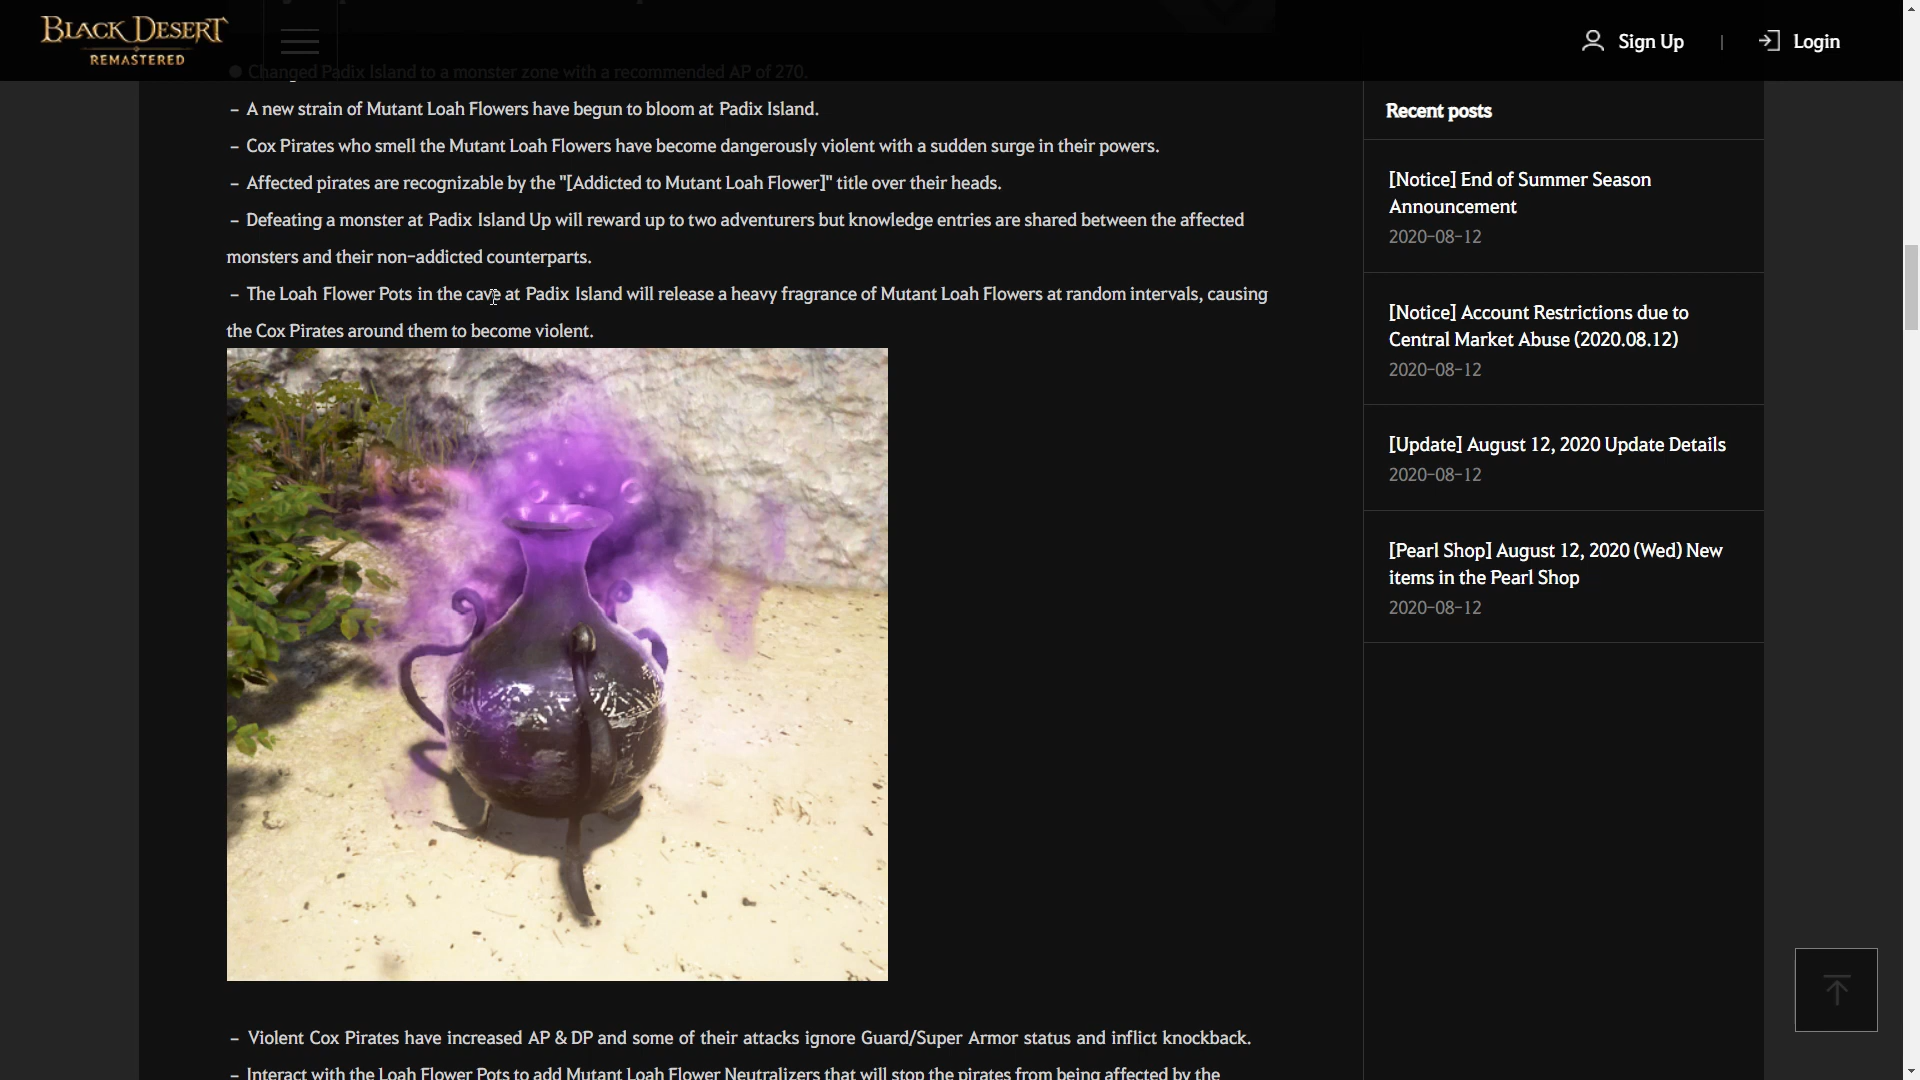 BLACK DESERT
REMASTERED
Sign Up
|
Login
● Changed Padix Island to a monster zone with a recommended AP of 270.
– A new strain of Mutant Loah Flowers have begun to bloom at Padix Island.
– Cox Pirates who smell the Mutant Loah Flowers have become dangerously violent with a sudden surge in their powers.
– Affected pirates are recognizable by the "[Addicted to Mutant Loah Flower]" title over their heads.
– Defeating a monster at Padix Island Up will reward up to two adventurers but knowledge entries are shared between the affected
monsters and their non-addicted counterparts.
– The Loah Flower Pots in the cave at Padix Island will release a heavy fragrance of Mutant Loah Flowers at random intervals, causing
the Cox Pirates around them to become violent.
– Violent Cox Pirates have increased AP & DP and some of their attacks ignore Guard/Super Armor status and inflict knockback.
– Interact with the Loah Flower Pots to add Mutant Loah Flower Neutralizers that will stop the pirates from being affected by the
Recent posts
[Notice] End of Summer Season
Announcement
2020-08-12
[Notice] Account Restrictions due to
Central Market Abuse (2020.08.12)
2020-08-12
[Update] August 12, 2020 Update Details
2020-08-12
[Pearl Shop] August 12, 2020 (Wed) New
items in the Pearl Shop
2020-08-12